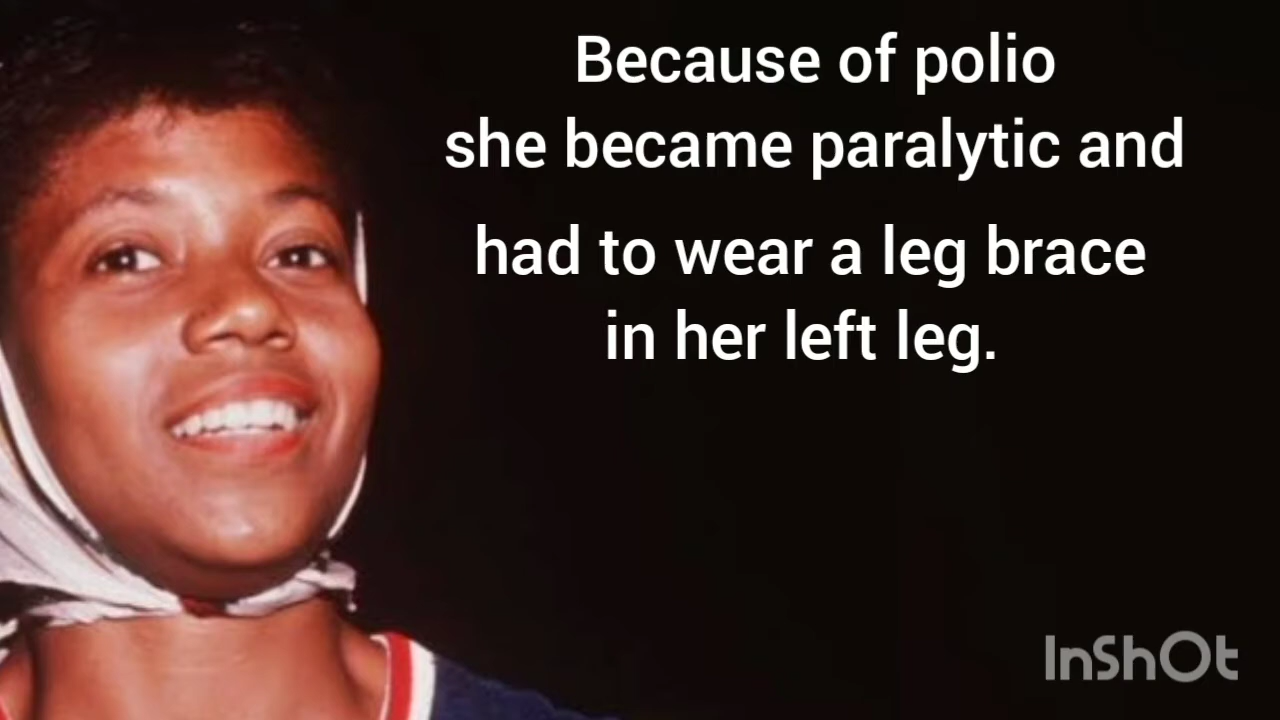 Because of polio
she became paralytic and
had to wear a leg brace
in her left leg.
InShOt